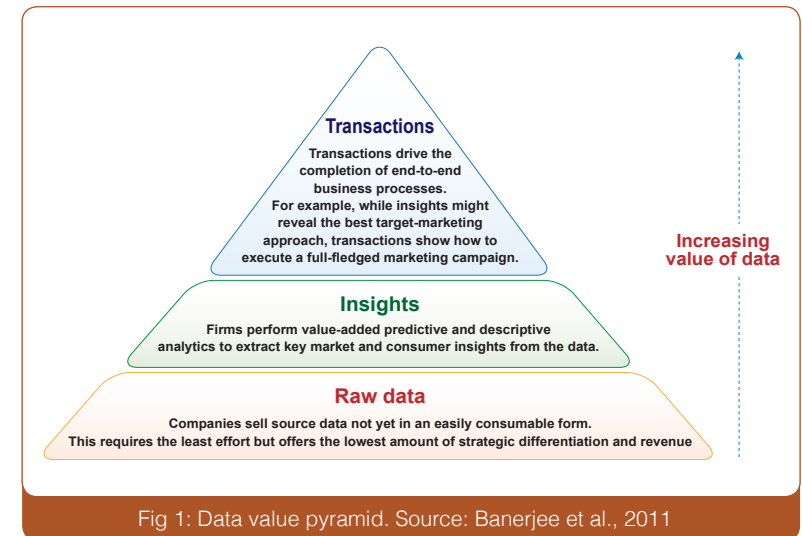 Transactions
Transactions drive the
completion of end-to-end
business processes.
For example, while insights might
reveal the best target-marketing
approach, transactions show how to
execute a full-fledged marketing campaign.
Increasing
value of data
Insights
Firms perform value-added predictive and descriptive
analytics to extract key market and consumer insights from the data.
Raw data
Companies sell source data not yet in an easily consumable form.
This requires the least effort but offers the lowest amount of strategic differentiation and revenue
Fig 1: Data value pyramid. Source: Banerjee et al., 2011